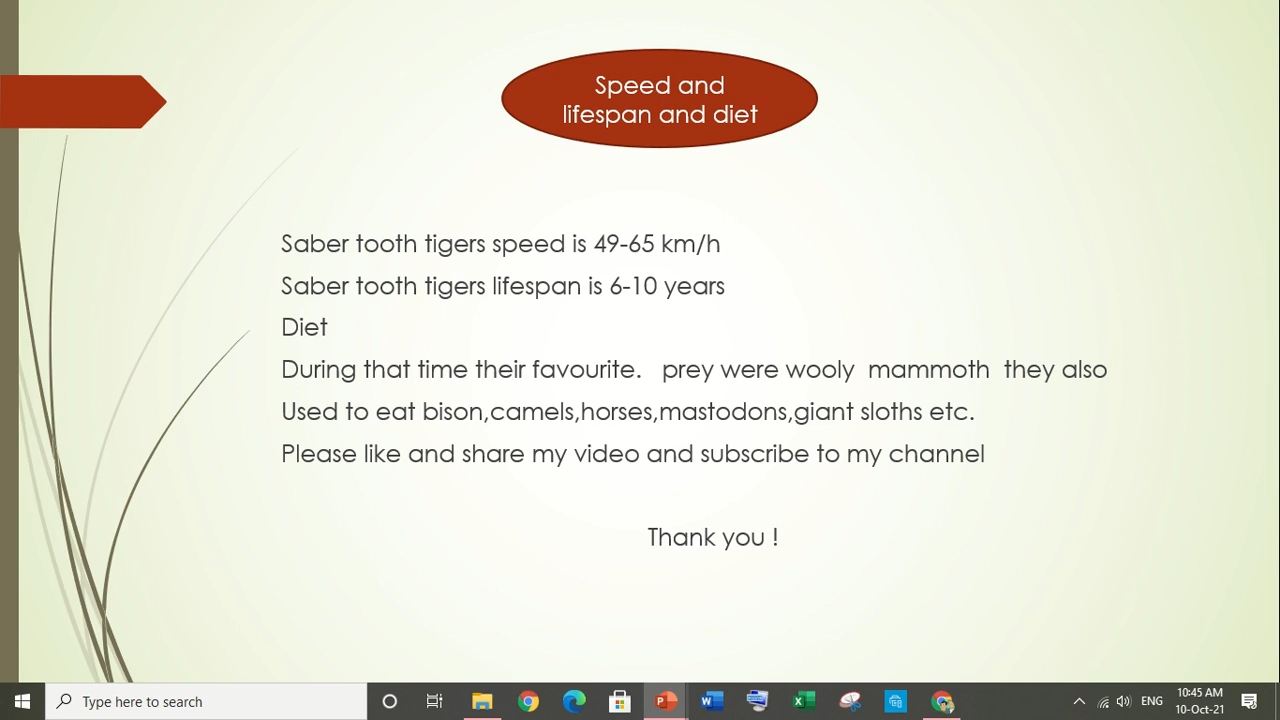 Speed and
lifespan and diet
Saber tooth tigers speed is 49-65 km/h
Saber tooth tigers lifespan is 6-10 years
Diet
During that time their favourite.   prey were wooly  mammoth  they also
Used to eat bison,camels,horses,mastodons,giant sloths etc.
Please like and share my video and subscribe to my channel
Thank you !
Type here to search
ENG
10:45 AM
10-Oct-21